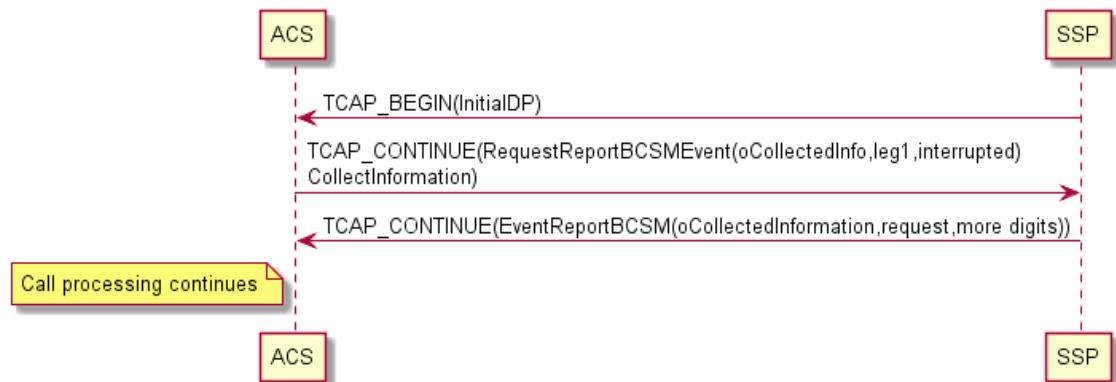 ACS
SSP
TCAP_BEGIN(InitialDP)
TCAP_CONTINUE(RequestReportBCSMEvent(oCollectedInfo,leg1,interrupted)
CollectInformation)
TCAP_CONTINUE(EventReportBCSM(oCollectedInformation,request,more digits))
Call processing continues
ACS
SSP